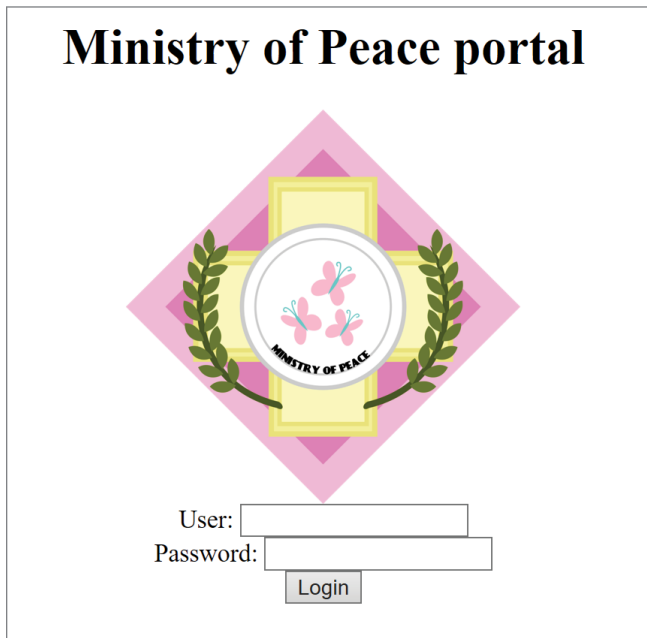 Ministry of Peace portal
MINISTRY OF PEACE
User:
Password:
Login